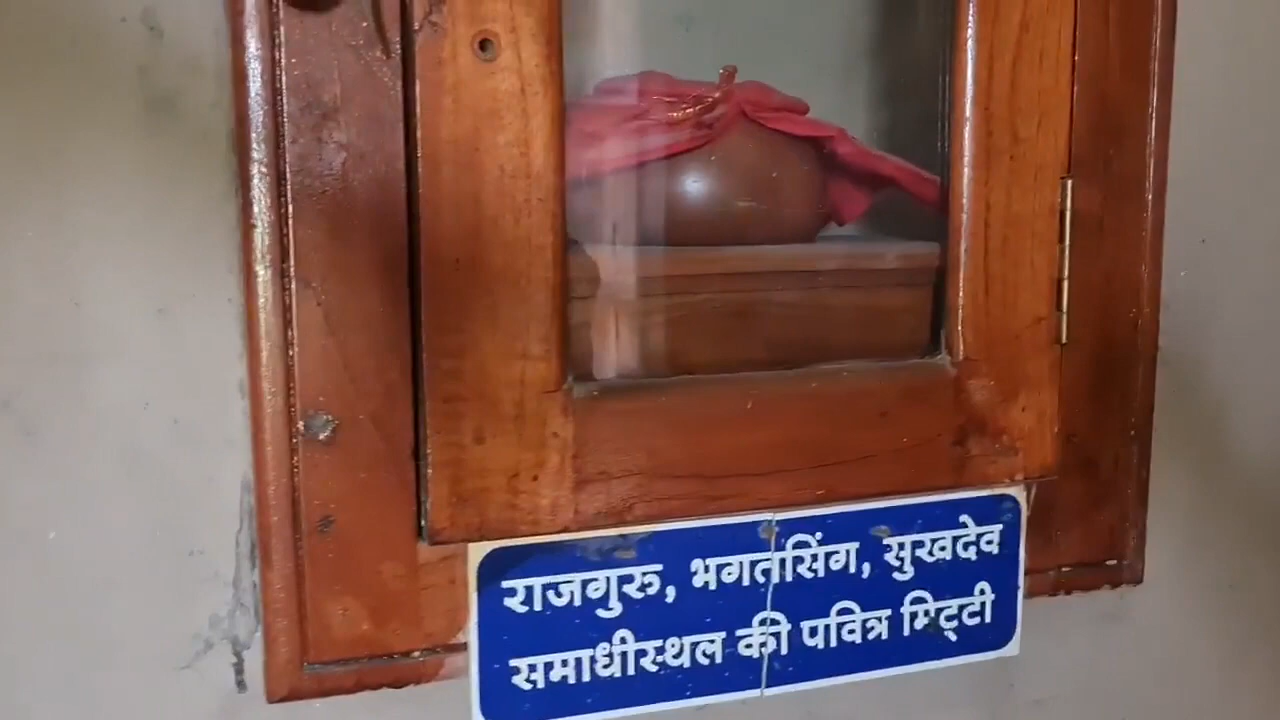 राजगुरु, भगतसिंग, सुखदेव
समाधीस्थल की पवित्र मिट्टी